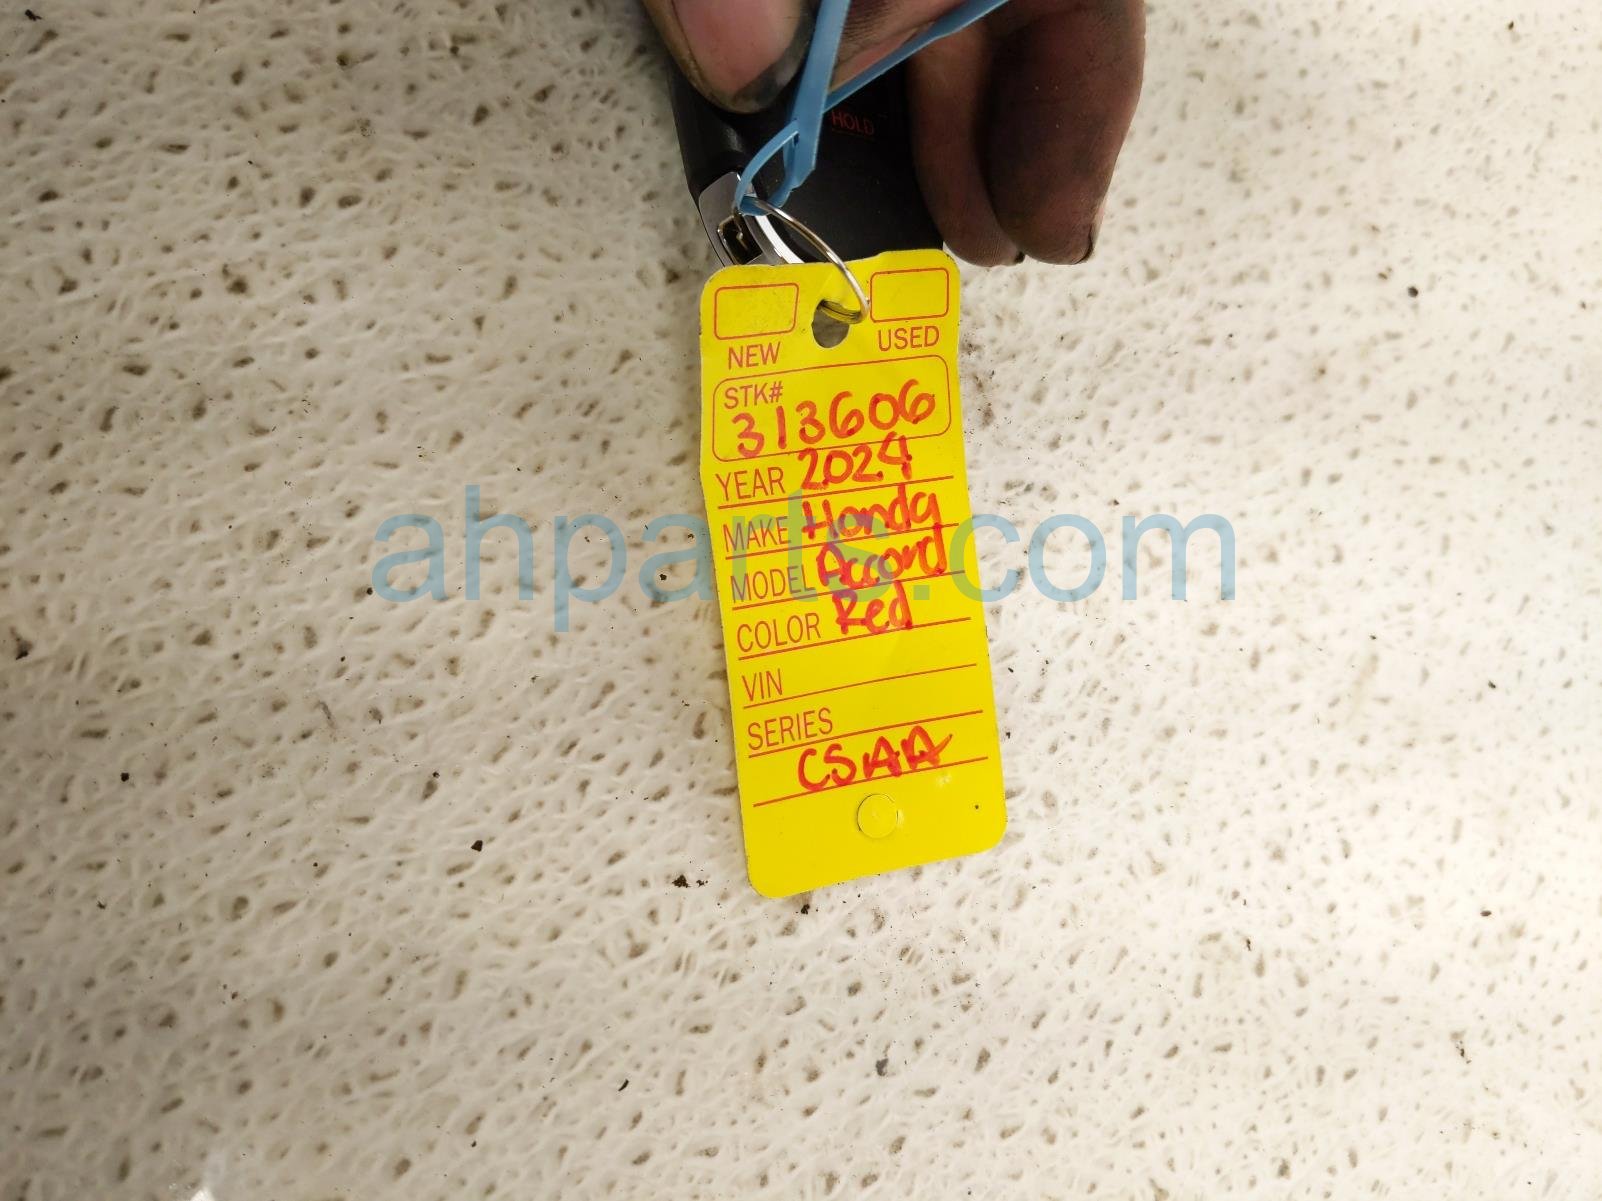 HOLD
NEW USED
STK#
313606
YEAR 2024
MAKE Honda
MODEL Accord
COLOR Red
VIN
SERIES
CSAA
ahparts.com